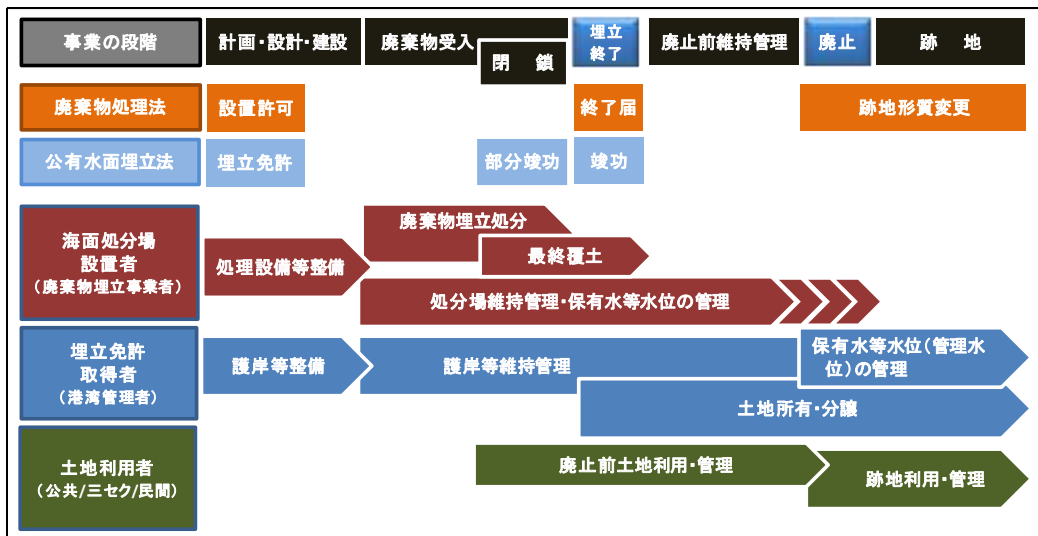 事業の段階
計画・設計・建設
廃棄物受入
閉 鎖
埋立
終了
廃止前維持管理
廃止
跡 地
廃棄物処理法
設置許可
終了届
跡地形質変更
公有水面埋立法
埋立免許
部分竣功
竣功
海面処分場
設置者
（廃棄物埋立事業者）
処理設備等整備
廃棄物埋立処分
最終覆土
処分場維持管理・保有水等水位の管理
埋立免許
取得者
（港湾管理者）
護岸等整備
護岸等維持管理
保有水等水位（管理水
位）の管理
土地所有・分譲
土地利用者
（公共/三セク/民間）
廃止前土地利用・管理
跡地利用・管理